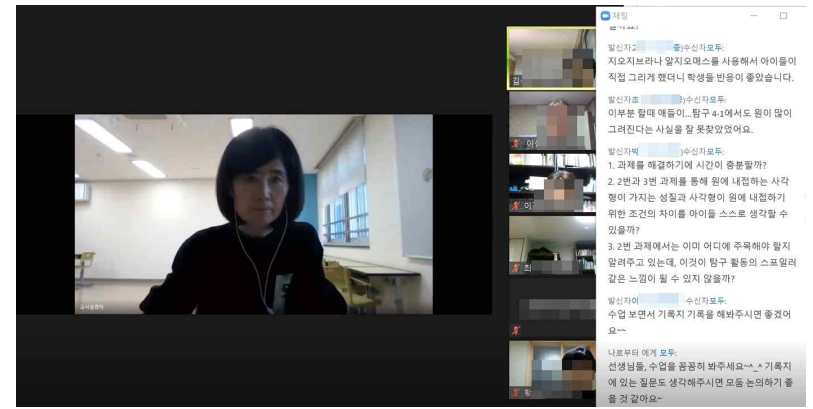 채팅
발신자고 중)수신자모두:
지오지브라나 알지오매스를 사용해서 아이들이
직접 그리게 했더니 학생들 반응이 좋았습니다.
발신자조 수신자모두:
이부분 할때 애들이...탐구 4-1에서도 원이 많이
그려진다는 사실을 잘 못찾았었어요.
발신자박 )수신자모두:
1. 과제를 해결하기에 시간이 충분할까?
2. 2번과 3번 과제를 통해 원에 내접하는 사각
형이 가지는 성질과 사각형이 원에 내접하기
위한 조건의 차이를 아이들 스스로 생각할 수
있을까?
3. 2번 과제에서는 이미 어디에 주목해야 할지
알려주고 있는데, 이것이 탐구 활동의 스포일러
같은 느낌이 될 수 있지 않을까?
발신자이 수신자모두:
수업 보면서 기록지 기록을 해봐주시면 좋겠어
요~~
나로부터 에게 모두:
선생님들, 수업을 꼼꼼히 봐주세요~^_^ 기록지
에 있는 질문도 생각해주시면 모둠 논의하기 좋
을 것 같아요~
김
이
이
최